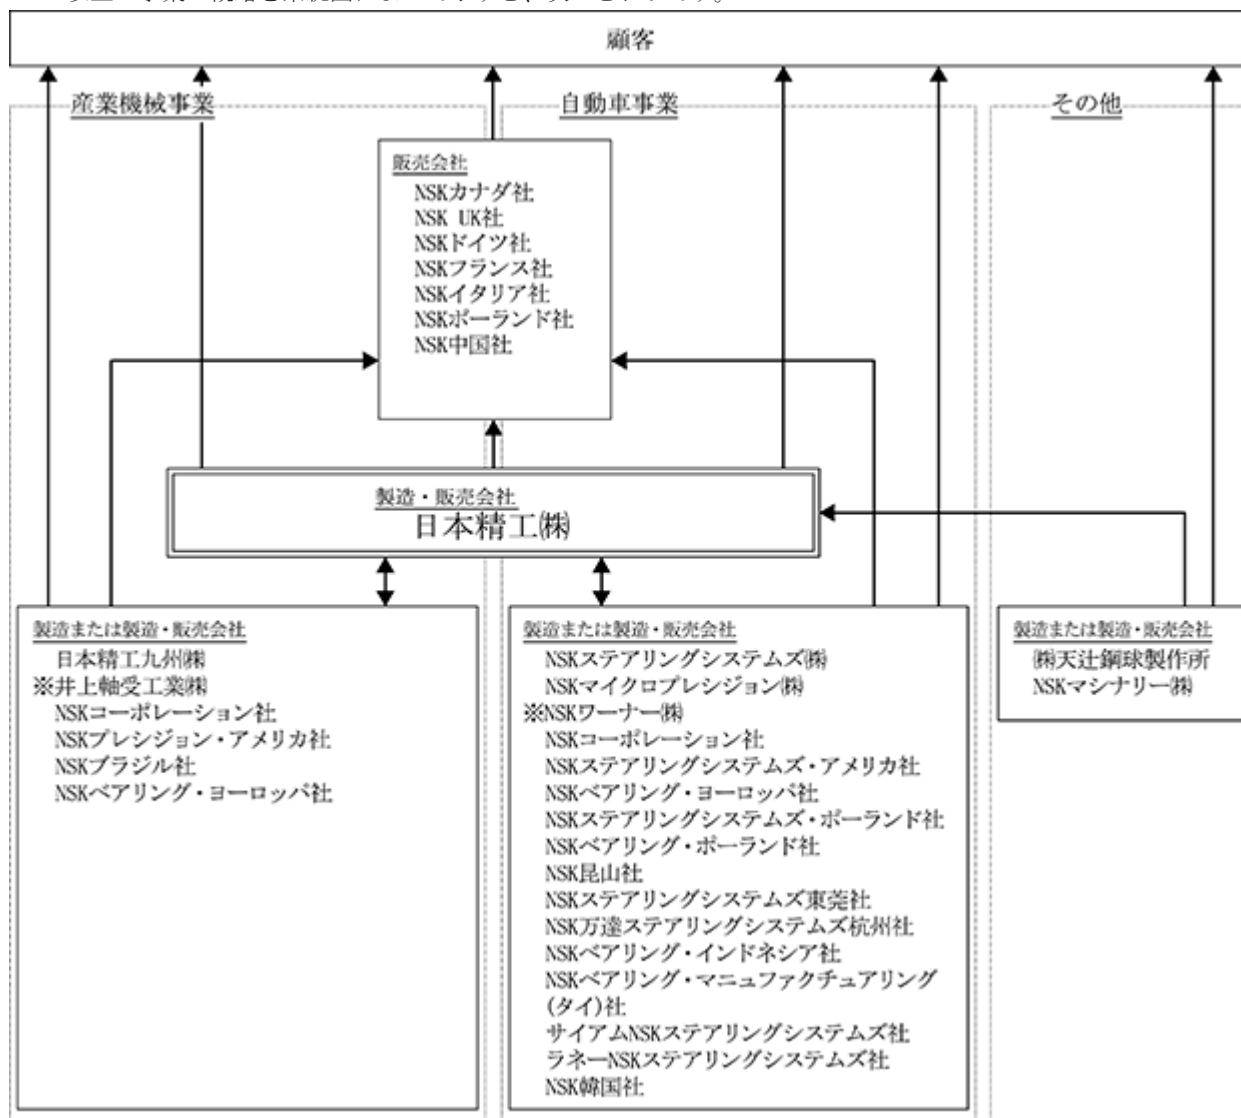 顧客
産業機械事業
自動車事業
その他
販売会社
NSKカナダ社
NSK UK社
NSKドイツ社
NSKフランス社
NSKイタリア社
NSKポーランド社
NSK中国社
製造・販売会社
日本精工㈱
製造または製造・販売会社
日本精工九州㈱
※井上軸受工業㈱
NSKコーポレーション社
NSKプレシジョン・アメリカ社
NSKブラジル社
NSKベアリング・ヨーロッパ社
製造または製造・販売会社
NSKステアリングシステムズ㈱
NSKマイクロプレシジョン㈱
※NSKワーナー㈱
NSKコーポレーション社
NSKステアリングシステムズ・アメリカ社
NSKベアリング・ヨーロッパ社
NSKステアリングシステムズ・ポーランド社
NSKベアリング・ポーランド社
NSK昆山社
NSKステアリングシステムズ東莞社
NSK万達ステアリングシステムズ杭州社
NSKベアリング・インドネシア社
NSKベアリング・マニュファクチュアリング
(タイ)社
サイアムNSKステアリングシステムズ社
ラネーNSKステアリングシステムズ社
NSK韓国社
製造または製造・販売会社
㈱天辻鋼球製作所
NSKマシナリー㈱